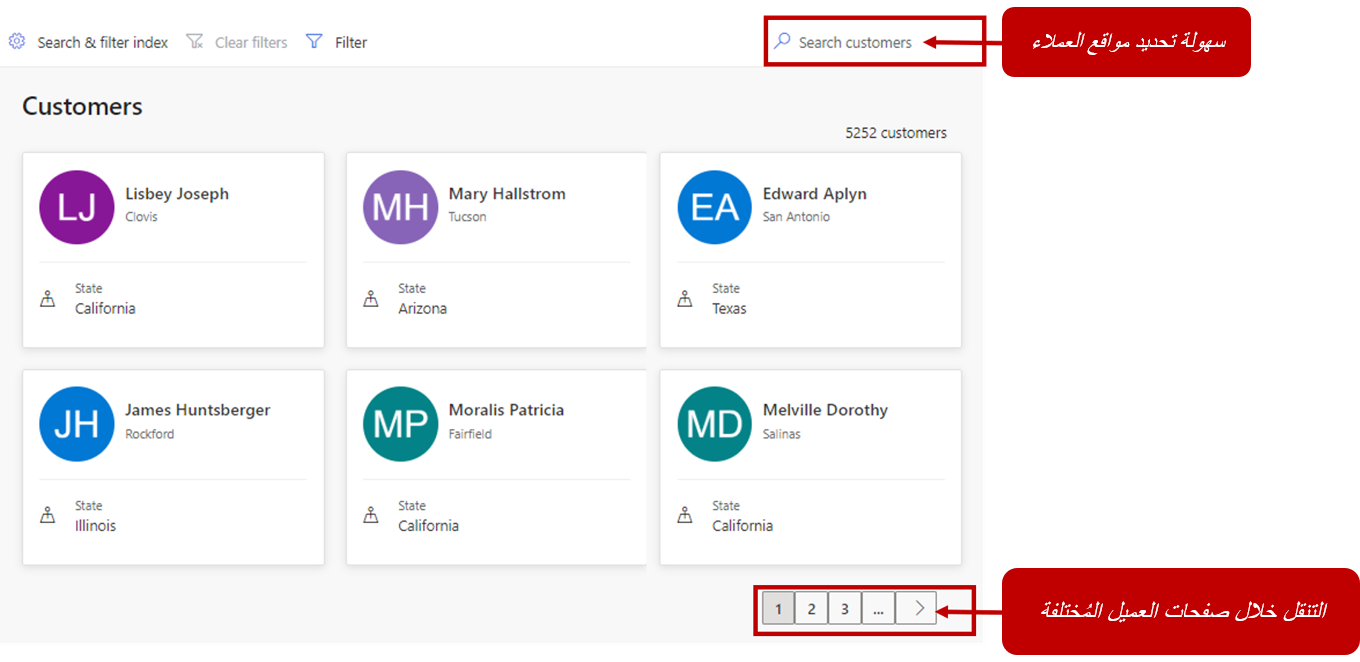 Search & filter index
Clear filters
Filter
Search customers
سهولة تحديد مواقع العملاء
Customers
5252 customers
LJ
Lisbey Joseph
Clovis
State
California
MH
Mary Hallstrom
Tucson
State
Arizona
EA
Edward Aplyn
San Antonio
State
Texas
JH
James Huntsberger
Rockford
State
Illinois
MP
Moralis Patricia
Fairfield
State
California
MD
Melville Dorothy
Salinas
State
California
1 2 3 ...
التنقل خلال صفحات العميل المُختلفة